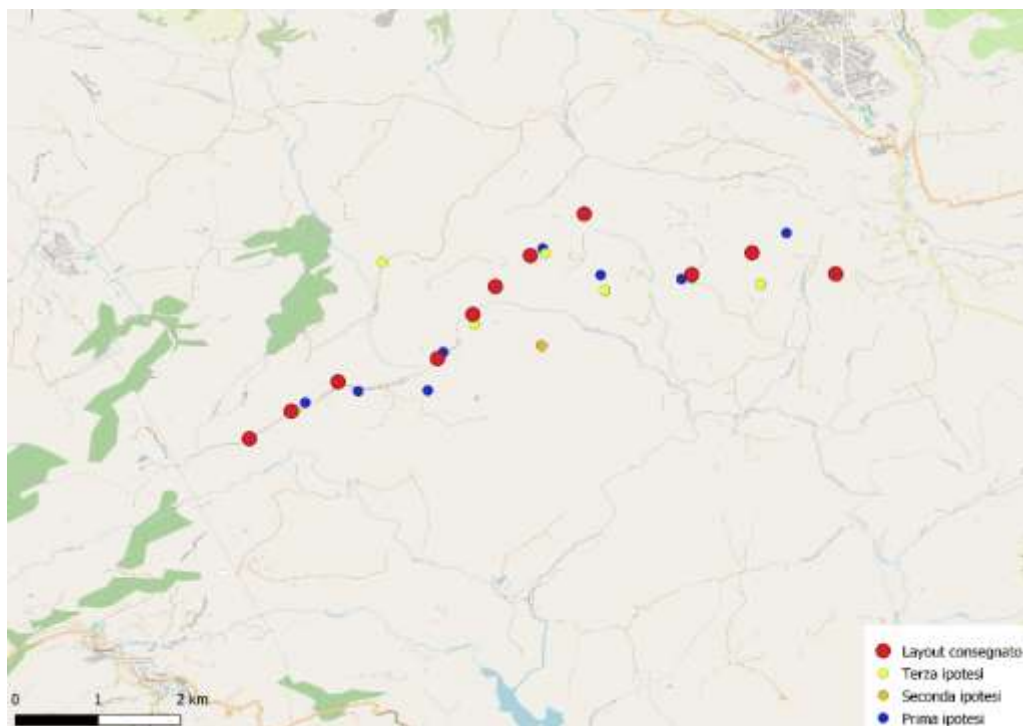 0 1 2 km
Layout consegnato
Terza ipotesi
Seconda ipotesi
Prima ipotesi